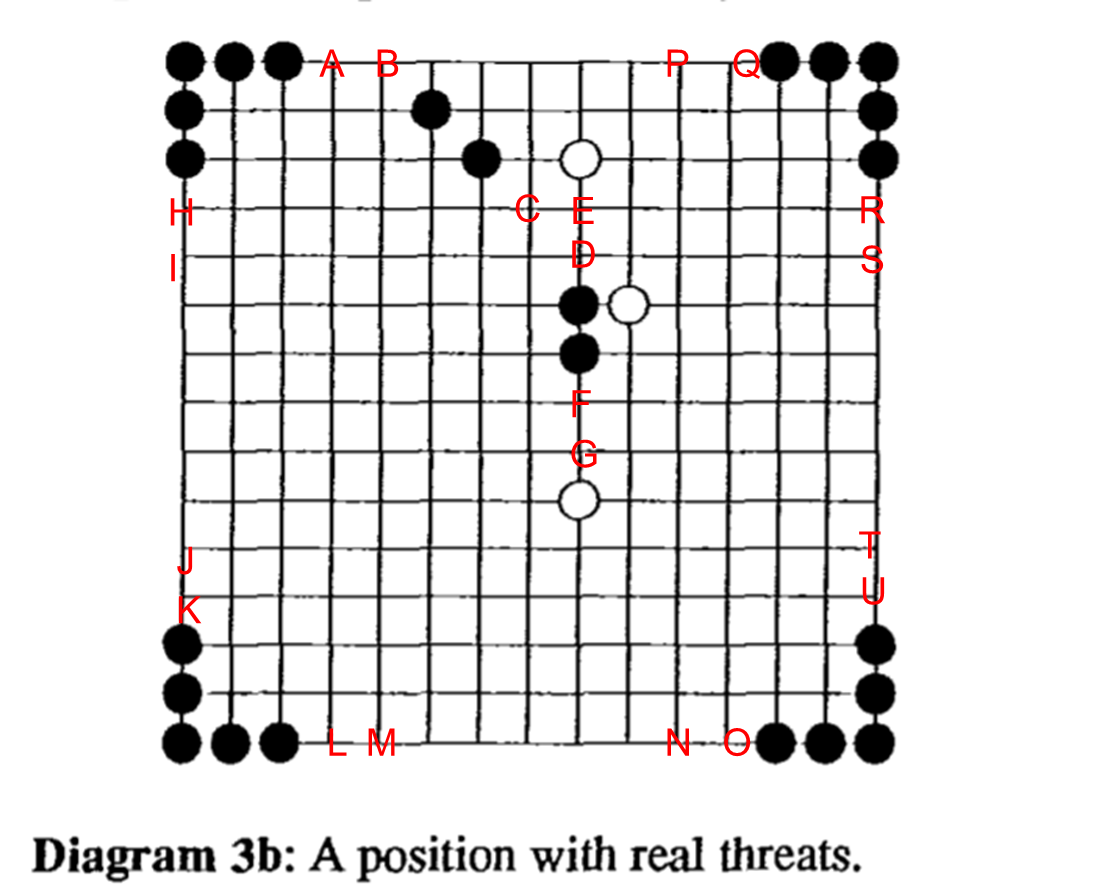 A B P Q
H C E R
I D S
F
G
J T
K U
L M N O
Diagram 3b: A position with real threats.